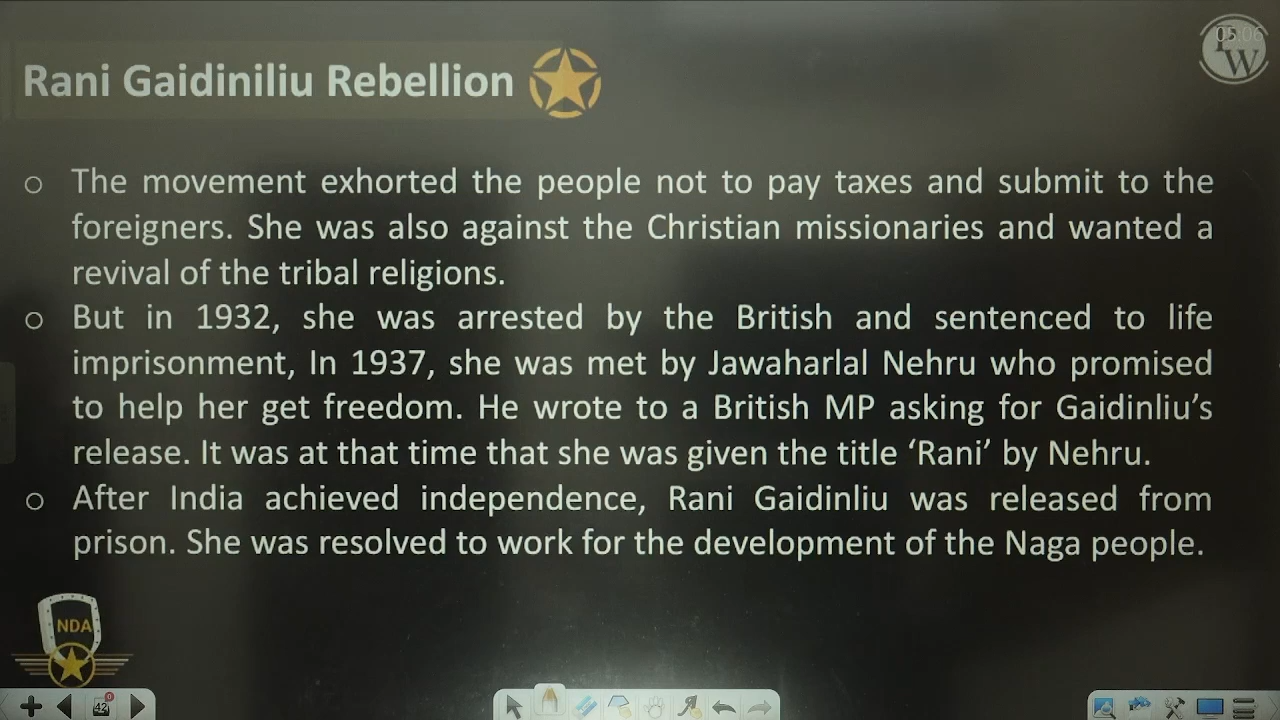 Rani Gaidiniliu Rebellion
05:06
PW
○ The movement exhorted the people not to pay taxes and submit to the
foreigners. She was also against the Christian missionaries and wanted a
revival of the tribal religions.
○ But in 1932, she was arrested by the British and sentenced to life
imprisonment, In 1937, she was met by Jawaharlal Nehru who promised
to help her get freedom. He wrote to a British MP asking for Gaidinliu's
release. It was at that time that she was given the title ‘Rani’ by Nehru.
○ After India achieved independence, Rani Gaidinliu was released from
prison. She was resolved to work for the development of the Naga people.
NDA
42